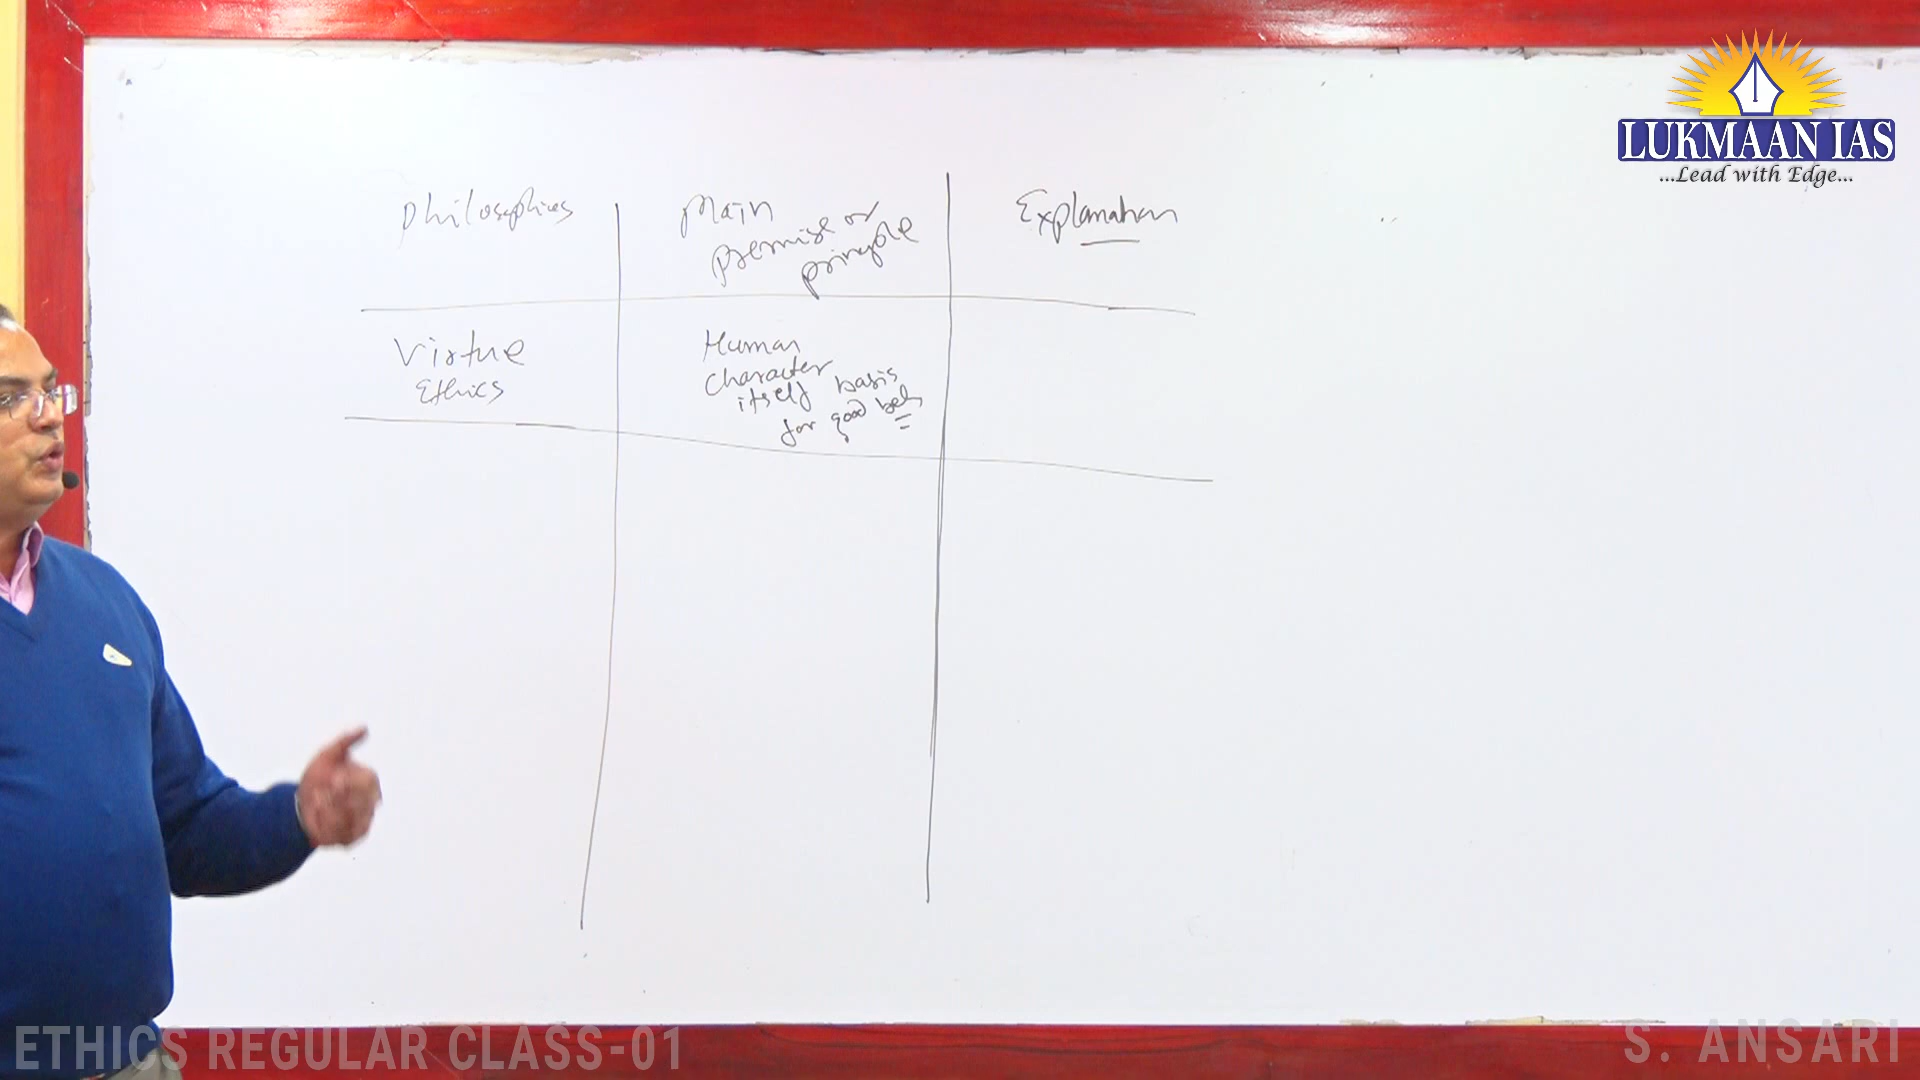 LUKMAAN IAS
...Lead with Edge...
Philosophies
Main
premise or
principle
Explanation
Virtue
Ethics
Human
character
itself basis
for good beh
ETHICS REGULAR CLASS-01
S. ANSARI